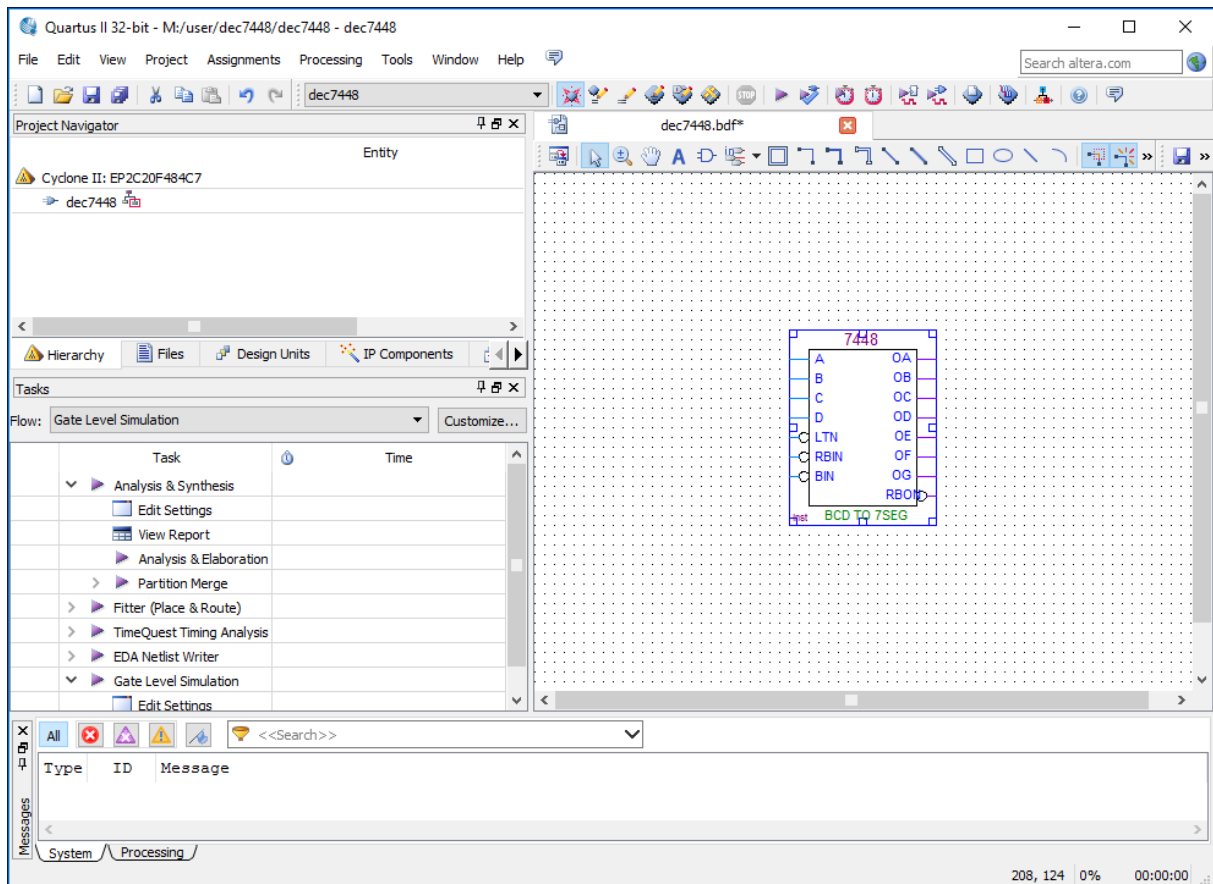 Quartus II 32-bit - M:/user/dec7448/dec7448 - dec7448
File Edit View Project Assignments Processing Tools Window Help
Search altera.com
dec7448
STOP
Project Navigator
dec7448.bdf*
Entity
A
Cyclone II: EP2C20F484C7
dec7448
Hierarchy Files Design Units IP Components
Tasks
Flow: Gate Level Simulation Customize...
Task Time
Analysis & Synthesis
Edit Settings
View Report
Analysis & Elaboration
Partition Merge
Fitter (Place & Route)
TimeQuest Timing Analysis
EDA Netlist Writer
Gate Level Simulation
Edit Settings
7448
A OA
B OB
C OC
D OD
LTN OE
RBIN OF
BIN OG
RBON
inst BCD TO 7SEG
All <<Search>>
Type ID Message
Messages
System Processing
208, 124 0% 00:00:00